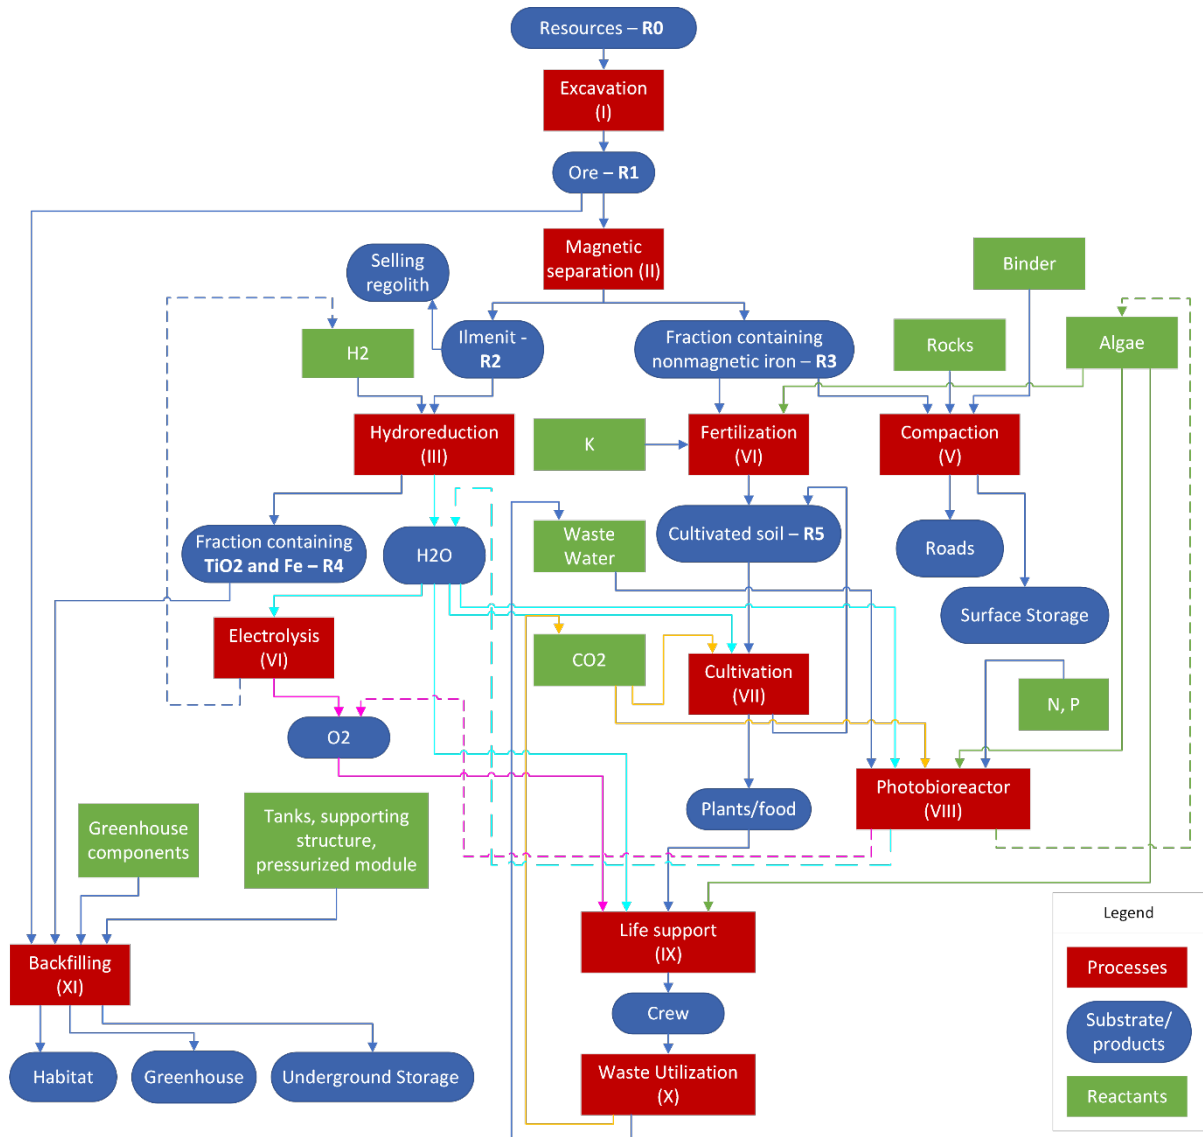 Resources – R0
Excavation
(I)
Ore – R1
Magnetic
separation (II)
Selling
regolith
Binder
H2
Ilmenit -
R2
Fraction containing
nonmagnetic iron – R3
Rocks
Algae
Hydroreduction
(III)
K
Fertilization
(VI)
Compaction
(V)
Fraction containing
TiO2 and Fe – R4
H2O
Waste
Water
Cultivated soil – R5
Roads
Surface Storage
Electrolysis
(VI)
CO2
Cultivation
(VII)
N, P
O2
Photobioreactor
(VIII)
Plants/food
Greenhouse
components
Tanks, supporting
structure,
pressurized module
Life support
(IX)
Backfilling
(XI)
Crew
Habitat
Greenhouse
Underground Storage
Waste Utilization
(X)
Legend
Processes
Substrate/
products
Reactants